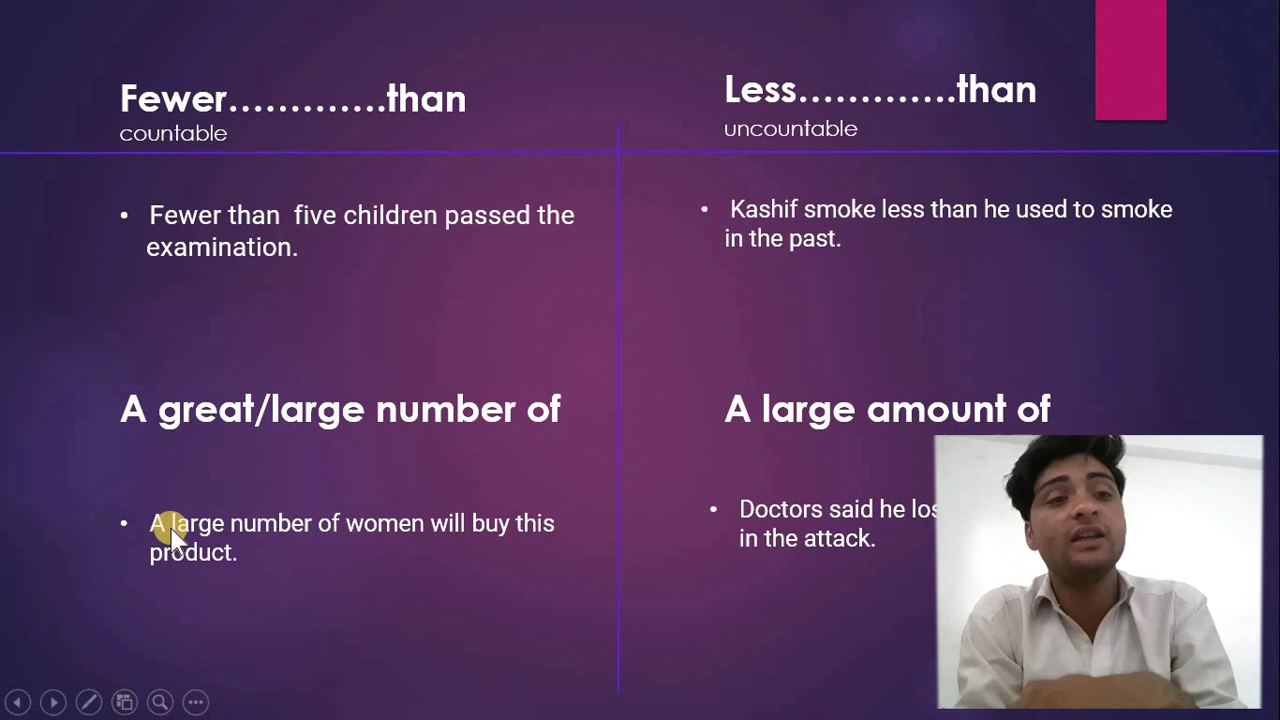 Fewer.............than
countable
• Fewer than five children passed the
examination.
A great/large number of
• A large number of women will buy this
product.
Less.............than
uncountable
• Kashif smoke less than he used to smoke
in the past.
A large amount of
• Doctors said he
in the attack.